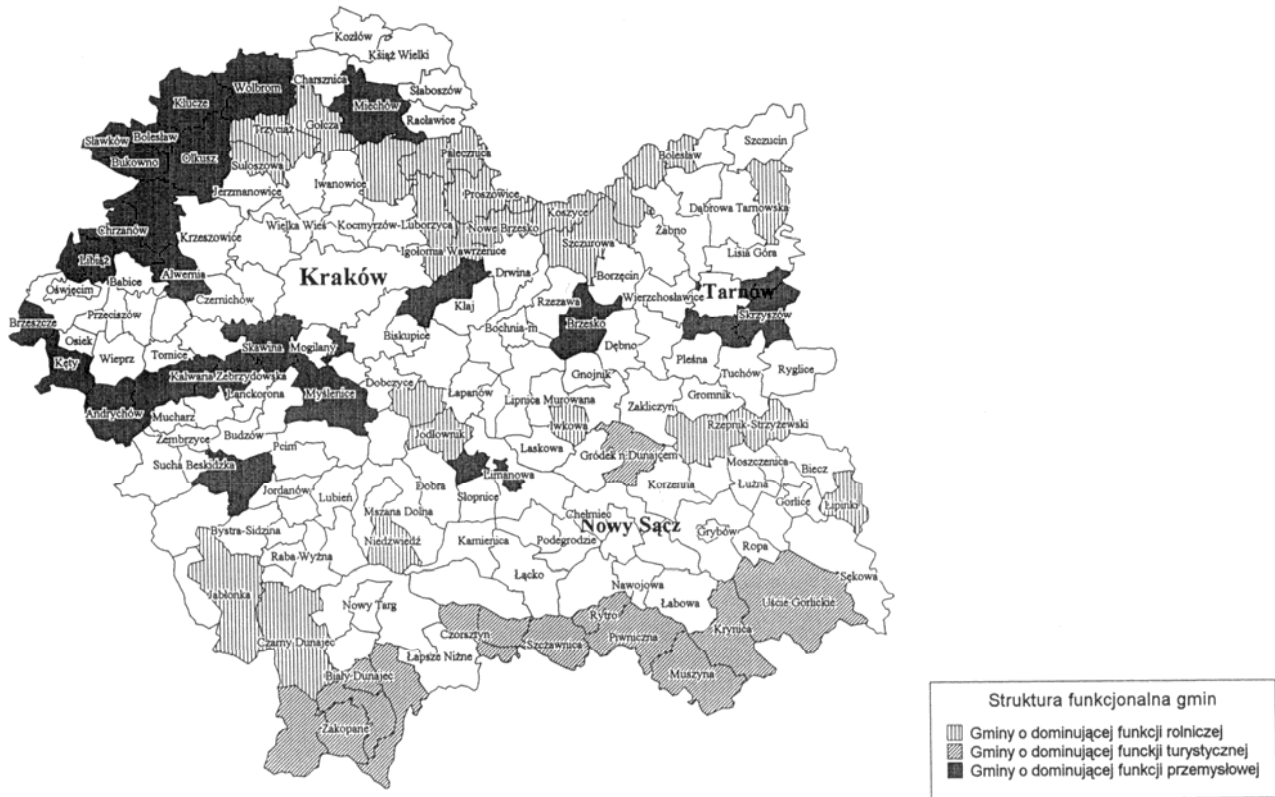 Kozłów
Książ Wielki
Charsznica
Wolbrom
Słaboszów
Klucze
Miechów
Racławice
Szczucin
Gołcza
Trzyciąż
Sławków
Bolesław
Bukowno
Olkusz
Pałecznica
Bolesław
Sułoszowa
Iwanowice
Jerzmanowice
Proszowice
Koszyce
Dąbrowa Tarnowska
Chrzanów
Krzeszowice
Wielka Wieś
Kocmyrzów-Luborzyca
Nowe Brzesko
Szczurowa
Żabno
Igołomia Wawrzeńice
Lisia Góra
Libiąż
Alwernia
Babice
Kraków
Drwina
Borzęcin
Oświęcim
Czernichów
Kłaj
Rzezawa
Wierzchosławice
Tarnów
Przeciszów
Brzeszcze
Skrzyszów
Bochnia-m
Brzesko
Biskupice
Osiek
Skawina
Mogilany
Dębno
Wieprz
Tomice
Pleśna
Kęty
Kalwaria Zebrzydowska
Dobczyce
Gnojnik
Tuchów
Ryglice
Lanckorona
Myślenice
Łapanów
Lipnica Murowana
Gromnik
Andrychów
Mucharz
Zakliczyn
Iwkowa
Rzepnik-Strzyżewski
Zembrzyce
Budzów
Pcim
Jodłownik
Laskowa
Gródek n.Dunajcem
Moszczenica
Biecz
Sucha Beskidzka
Limanowa
Korzenna
Łużna
Jordanów
Lubień
Dobra
Słopnice
Gorlice
Łipinki
Mszana Dolna
Chełmiec
Bystra-Sidzina
Nowy Sącz
Grybów
Niedźwiedź
Kamienica
Podegrodzie
Ropa
Raba Wyżna
Łącko
Nawojowa
Sękowa
Jabłonka
Łabowa
Uście Gorlickie
Nowy Targ
Rytro
Czarny Dunajec
Czorsztyn
Szczawnica
Piwniczna
Krynica
Łapsze Niżne
Biały Dunajec
Muszyna
Zakopane
Struktura funkcjonalna gmin
Gminy o dominującej funkcji rolniczej
Gminy o dominującej funckji turystycznej
Gminy o dominującej funkcji przemysłowej